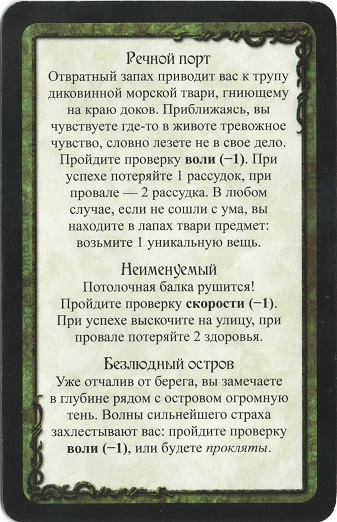 Речной порт
Отвратный запах приводит вас к трупу
диковинной морской твари, гниющему
на краю доков. Приближаясь, вы
чувствуете где-то в животе тревожное
чувство, словно лезете не в свое дело.
Пройдите проверку воли (−1). При
успехе потеряйте 1 рассудок, при
провале — 2 рассудка. В любом
случае, если не сошли с ума, вы
находите в лапах твари предмет:
возьмите 1 уникальную вещь.
Неименуемый
Потолочная балка рушится!
Пройдите проверку скорости (−1).
При успехе выскочите на улицу, при
провале потеряйте 2 здоровья.
Безлюдный остров
Уже отчалив от берега, вы замечаете
в глубине рядом с островом огромную
тень. Волны сильнейшего страха
захлестывают вас: пройдите проверку
воли (−1), или будете прокляты.